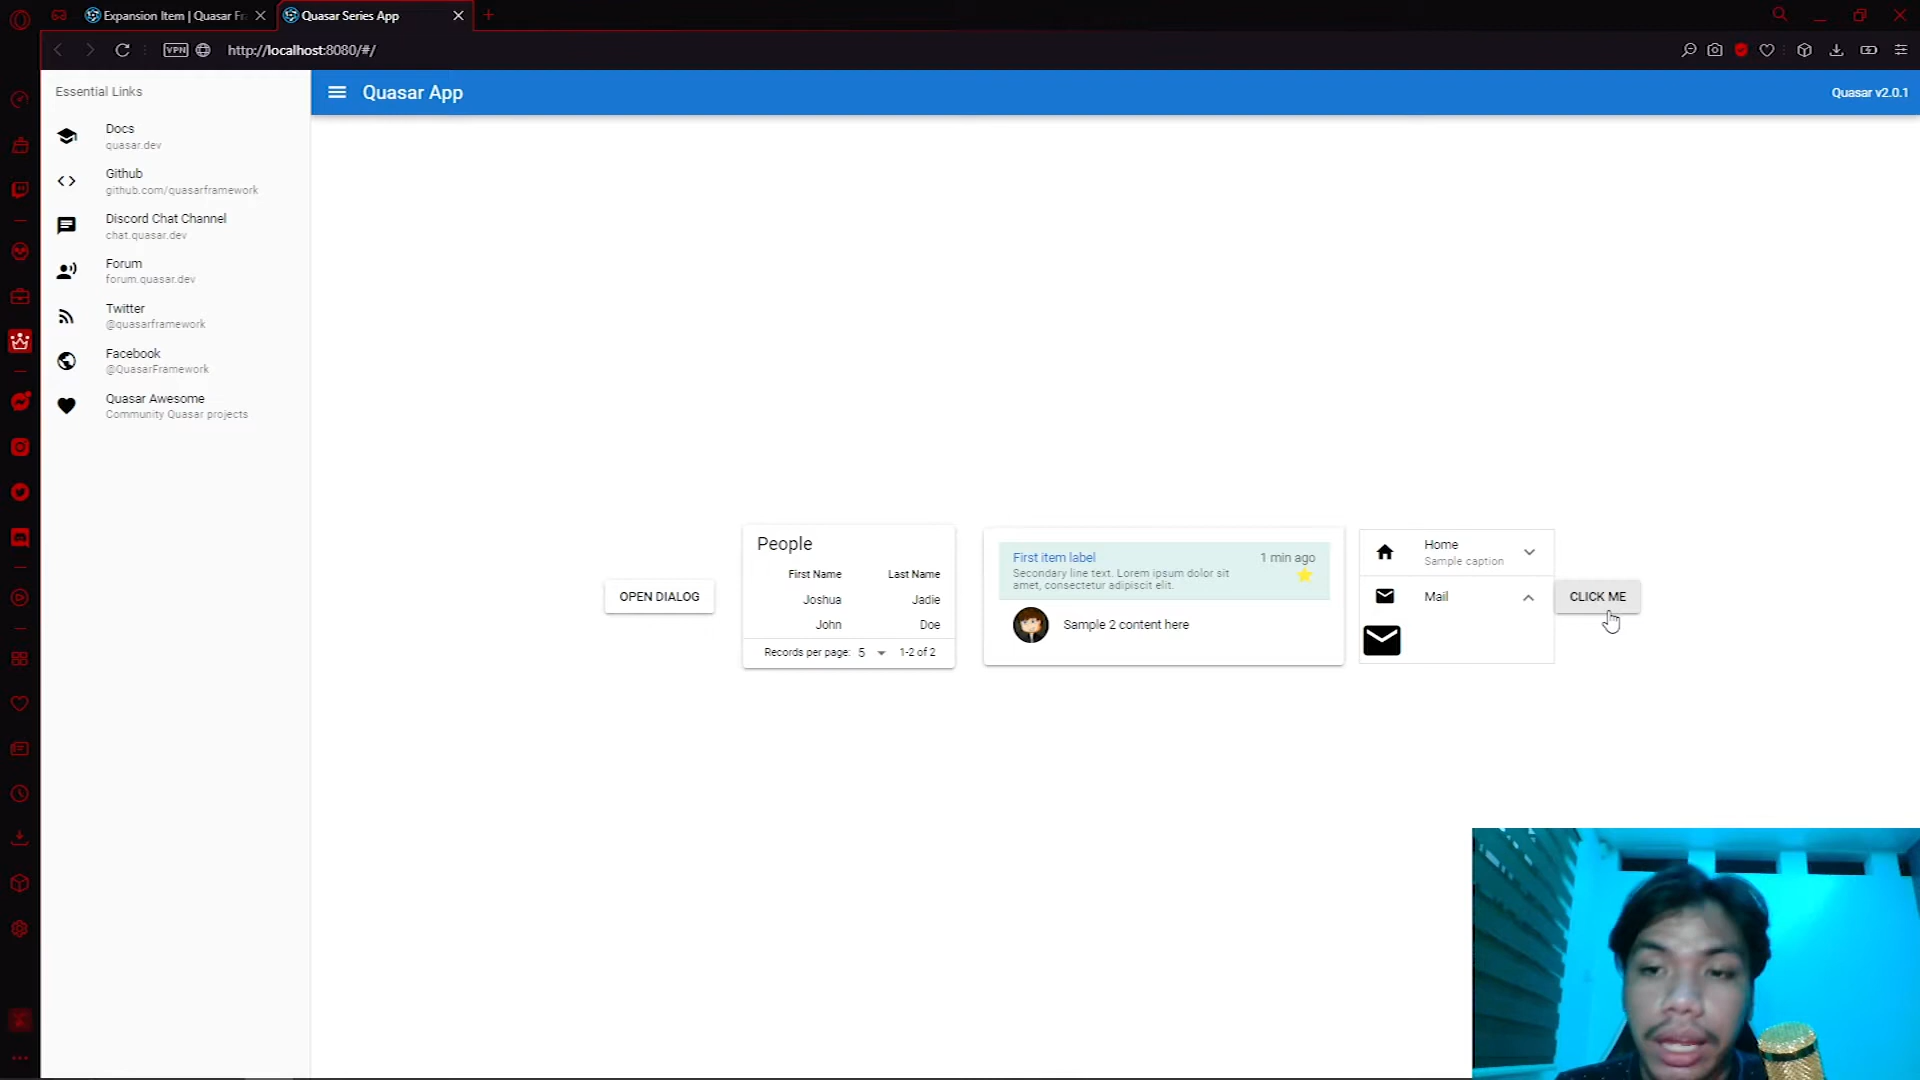 Expansion Item | Quasar Fr
Quasar Series App
VPN
http://localhost:8080/#/
Essential Links
Docs
quasar.dev
Github
github.com/quasarframework
Discord Chat Channel
chat.quasar.dev
Forum
forum.quasar.dev
Twitter
@quasarframework
Facebook
@QuasarFramework
Quasar Awesome
Community Quasar projects
Quasar App
Quasar v2.0.1
OPEN DIALOG
People
First Name Last Name
Joshua Jadie
John Doe
Records per page: 5 1-2 of 2
First item label 1 min ago
Secondary line text. Lorem ipsum dolor sit
amet, consectetur adipiscit elit.
Sample 2 content here
Home
Sample caption
Mail
CLICK ME